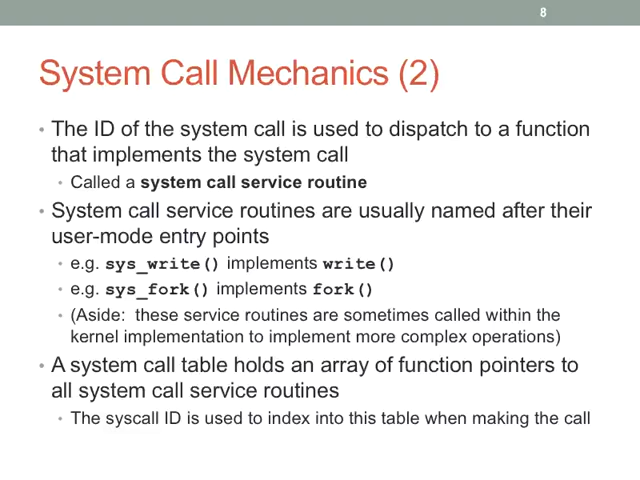 8
System Call Mechanics (2)
• The ID of the system call is used to dispatch to a function
that implements the system call
• Called a system call service routine
• System call service routines are usually named after their
user-mode entry points
• e.g. sys_write() implements write()
• e.g. sys_fork() implements fork()
• (Aside: these service routines are sometimes called within the
kernel implementation to implement more complex operations)
• A system call table holds an array of function pointers to
all system call service routines
• The syscall ID is used to index into this table when making the call